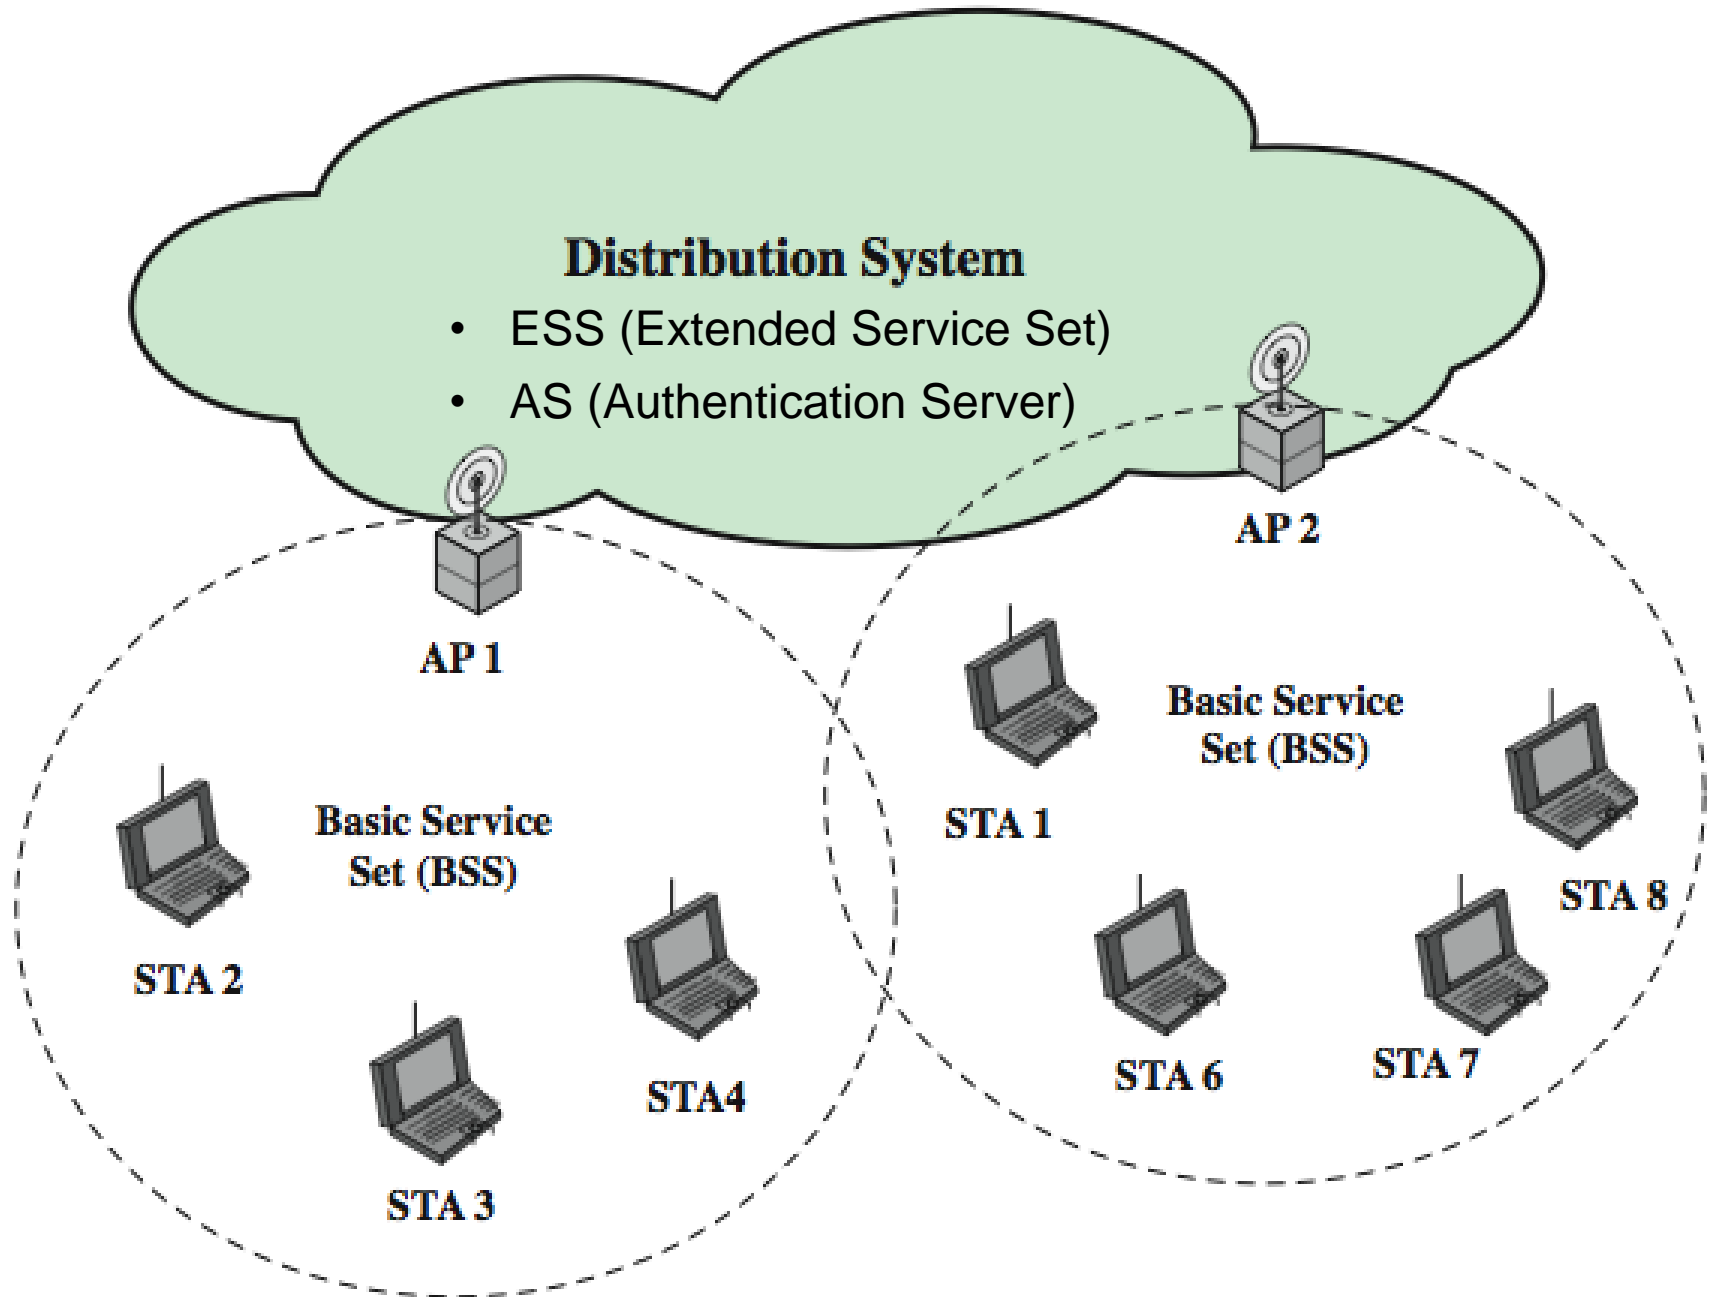 Distribution System
• ESS (Extended Service Set)
• AS (Authentication Server)
AP 2
AP 1
Basic Service
Set (BSS)
STA 1
STA 8
Basic Service
Set (BSS)
STA 2
STA 6
STA 7
STA4
STA 3